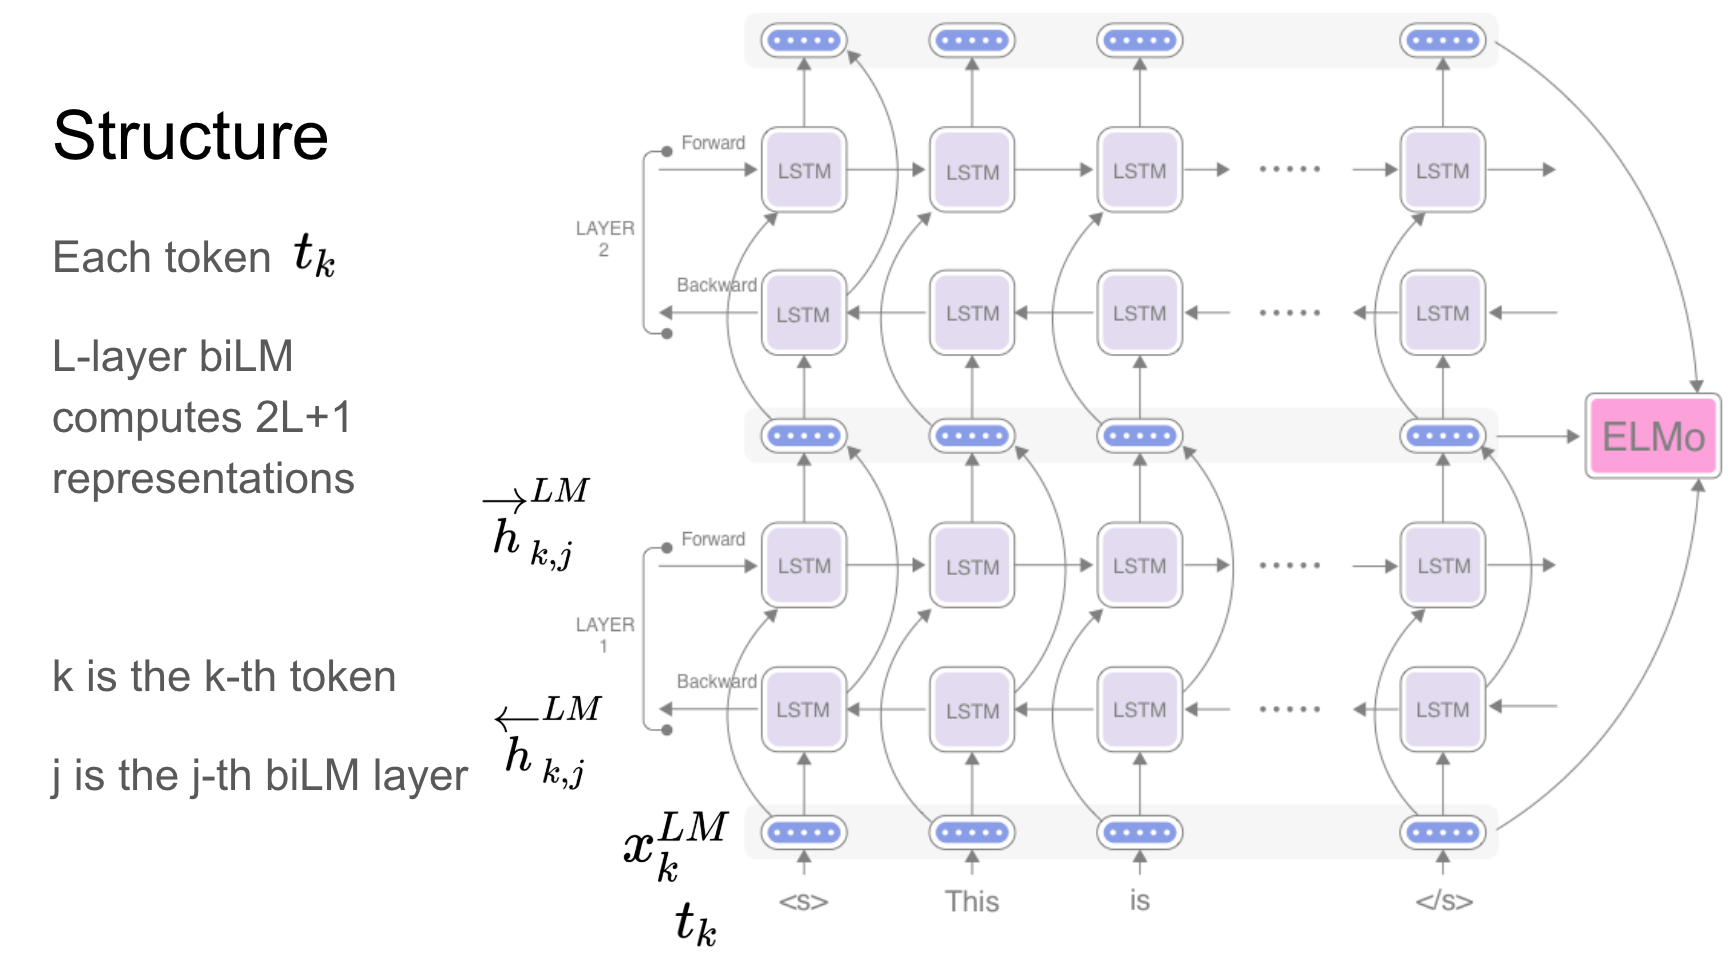 Structure
Each token t_k
L-layer biLM
computes 2L+1
representations
k is the k-th token
j is the j-th biLM layer
→h^{LM}_{k,j}
←h^{LM}_{k,j}
x^{LM}_k
t_k
LAYER
2
Forward
LSTM LSTM LSTM ..... LSTM
Backward
LSTM LSTM LSTM ..... LSTM
ELMo
LAYER
1
Forward
LSTM LSTM LSTM ..... LSTM
Backward
LSTM LSTM LSTM ..... LSTM
<s> This is </s>